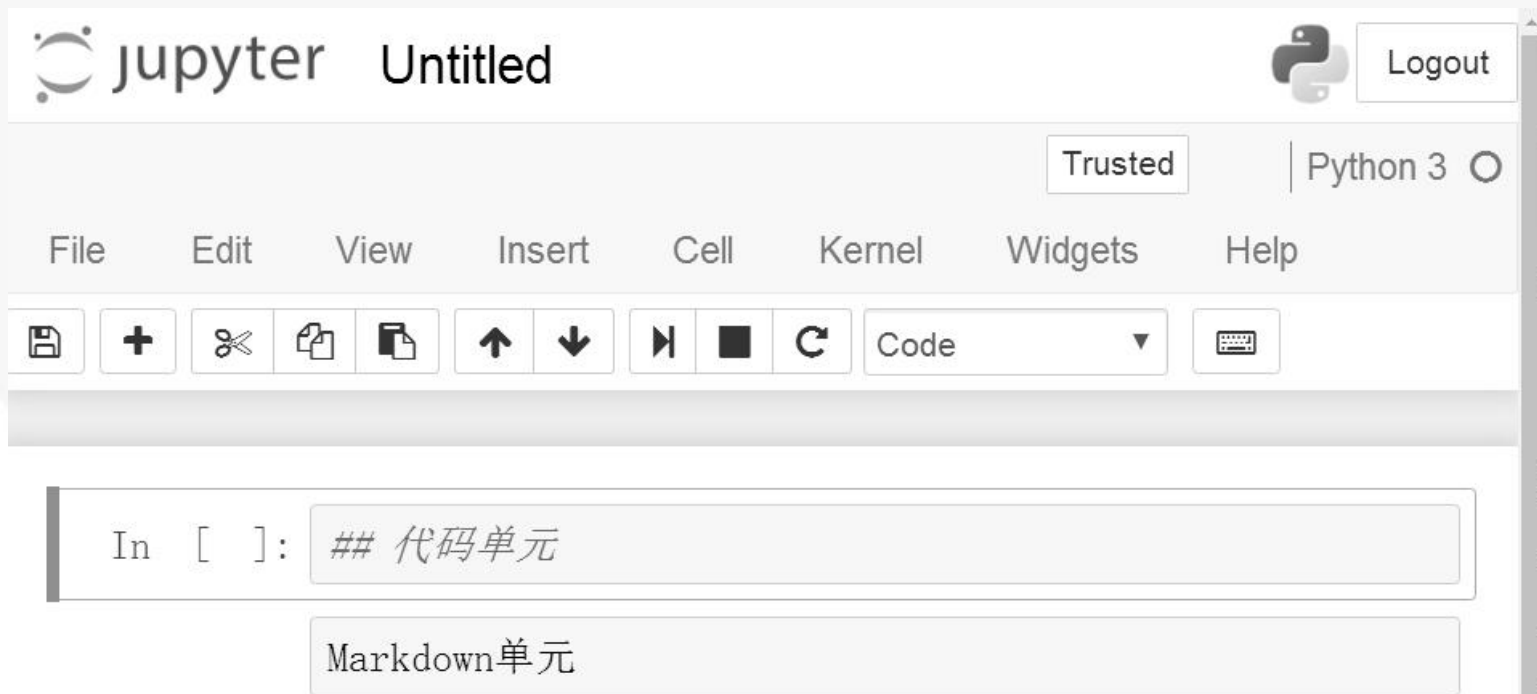 jupyter Untitled Logout
Trusted Python 3
File Edit View Insert Cell Kernel Widgets Help
Code
In [ ]: ## 代码单元
Markdown单元